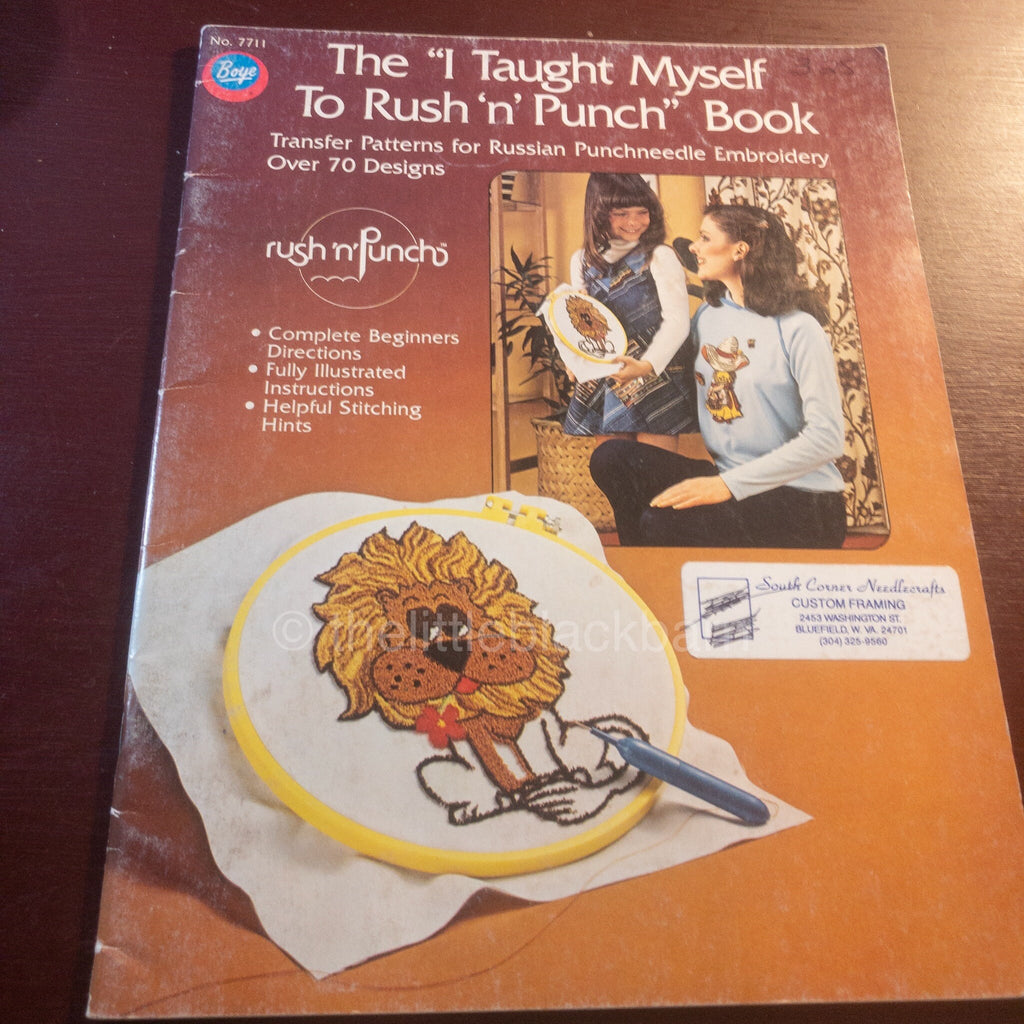 No. 7711
Boye
The "I Taught Myself
To Rush 'n' Punch" Book
Transfer Patterns for Russian Punchneedle Embroidery
Over 70 Designs
rush 'n' Punch™
• Complete Beginners
Directions
• Fully Illustrated
Instructions
• Helpful Stitching
Hints
South Corner Needlecrafts
CUSTOM FRAMING
2453 WASHINGTON ST.
BLUEFIELD, W. VA. 24701
(304) 325-9560